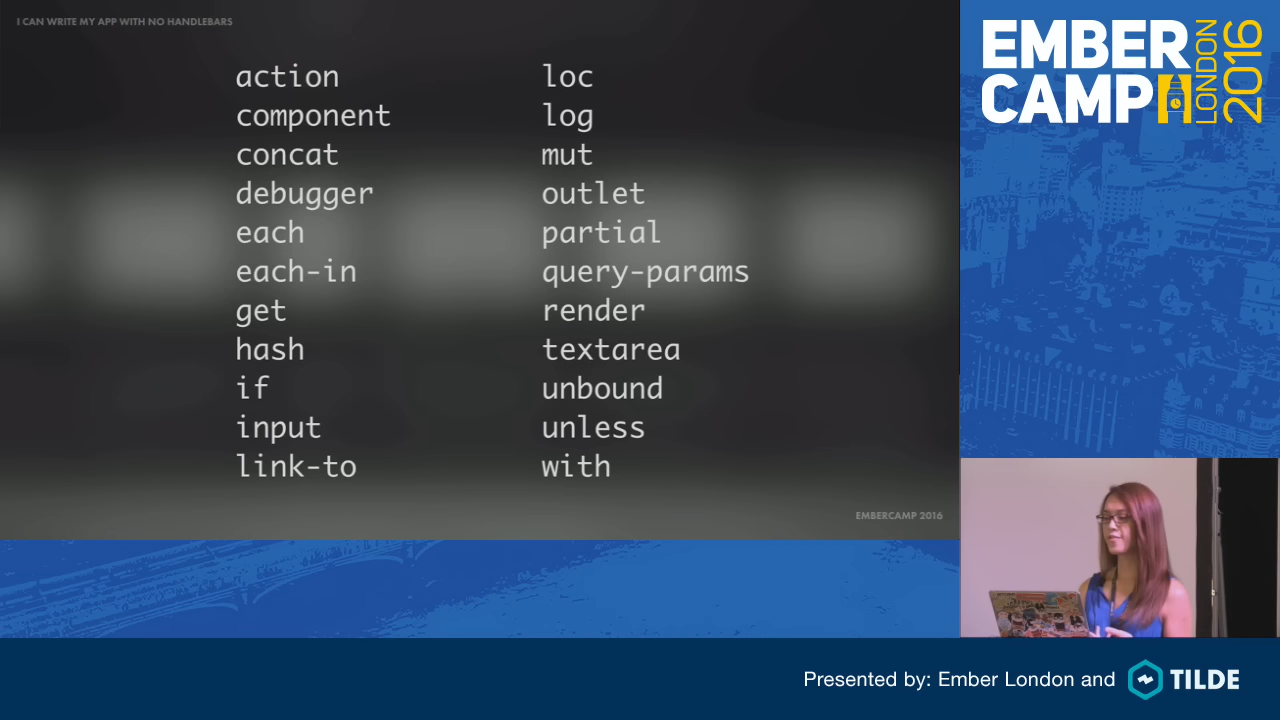 I CAN WRITE MY APP WITH NO HANDLEBARS
action
component
concat
debugger
each
each-in
get
hash
if
input
link-to
loc
log
mut
outlet
partial
query-params
render
textarea
unbound
unless
with
EMBERCAMP 2016
EMBER
CAMP
LONDON
2016
Presented by: Ember London and TILDE